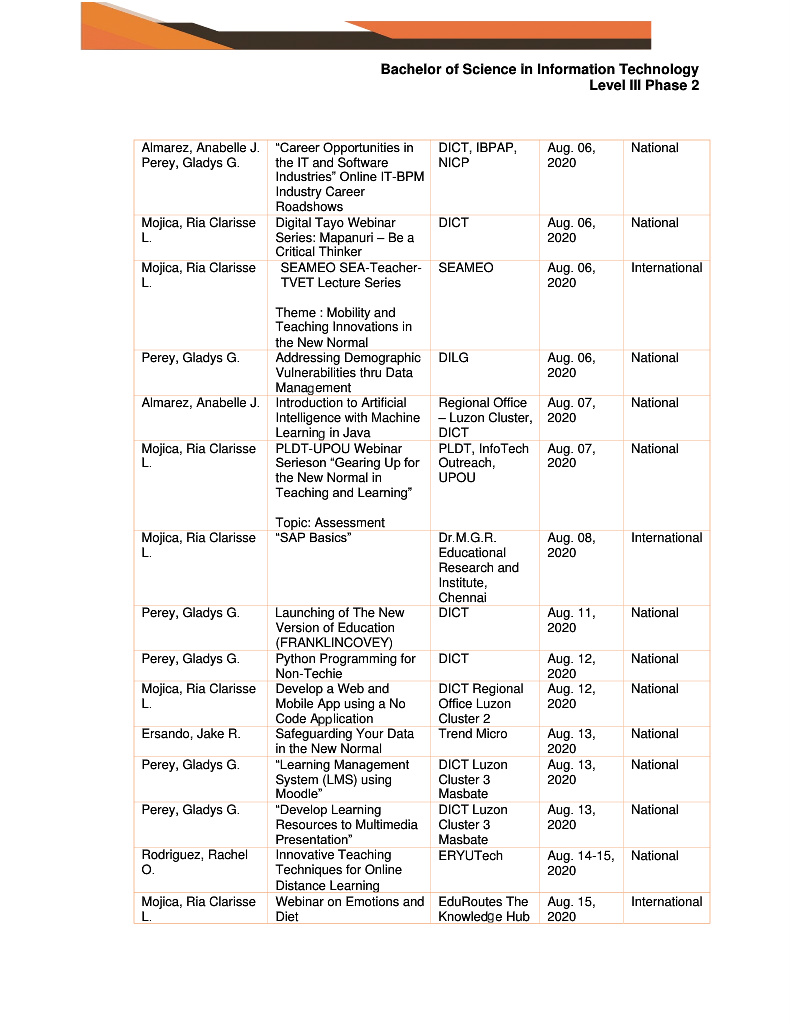 Bachelor of Science in Information Technology
Level III Phase 2
Almarez, Anabelle J.
Perey, Gladys G.
“Career Opportunities in
the IT and Software
Industries” Online IT-BPM
Industry Career
Roadshows
DICT, IBPAP,
NICP
Aug. 06,
2020
National
Mojica, Ria Clarisse
L.
Digital Tayo Webinar
Series: Mapanuri – Be a
Critical Thinker
DICT
Aug. 06,
2020
National
Mojica, Ria Clarisse
L.
SEAMEO SEA-Teacher-
TVET Lecture Series
Theme : Mobility and
Teaching Innovations in
the New Normal
SEAMEO
Aug. 06,
2020
International
Perey, Gladys G.
Addressing Demographic
Vulnerabilities thru Data
Management
DILG
Aug. 06,
2020
National
Almarez, Anabelle J.
Introduction to Artificial
Intelligence with Machine
Learning in Java
Regional Office
– Luzon Cluster,
DICT
Aug. 07,
2020
National
Mojica, Ria Clarisse
L.
PLDT-UPOU Webinar
Serieson “Gearing Up for
the New Normal in
Teaching and Learning”
Topic: Assessment
PLDT, InfoTech
Outreach,
UPOU
Aug. 07,
2020
National
Mojica, Ria Clarisse
L.
“SAP Basics”
Dr.M.G.R.
Educational
Research and
Institute,
Chennai
Aug. 08,
2020
International
Perey, Gladys G.
Launching of The New
Version of Education
(FRANKLINCOVEY)
DICT
Aug. 11,
2020
National
Perey, Gladys G.
Python Programming for
Non-Techie
DICT
Aug. 12,
2020
National
Mojica, Ria Clarisse
L.
Develop a Web and
Mobile App using a No
Code Application
DICT Regional
Office Luzon
Cluster 2
Aug. 12,
2020
National
Ersando, Jake R.
Safeguarding Your Data
in the New Normal
Trend Micro
Aug. 13,
2020
National
Perey, Gladys G.
“Learning Management
System (LMS) using
Moodle”
DICT Luzon
Cluster 3
Masbate
Aug. 13,
2020
National
Perey, Gladys G.
“Develop Learning
Resources to Multimedia
Presentation”
DICT Luzon
Cluster 3
Masbate
Aug. 13,
2020
National
Rodriguez, Rachel
O.
Innovative Teaching
Techniques for Online
Distance Learning
ERYUTech
Aug. 14-15,
2020
National
Mojica, Ria Clarisse
L.
Webinar on Emotions and
Diet
EduRoutes The
Knowledge Hub
Aug. 15,
2020
International